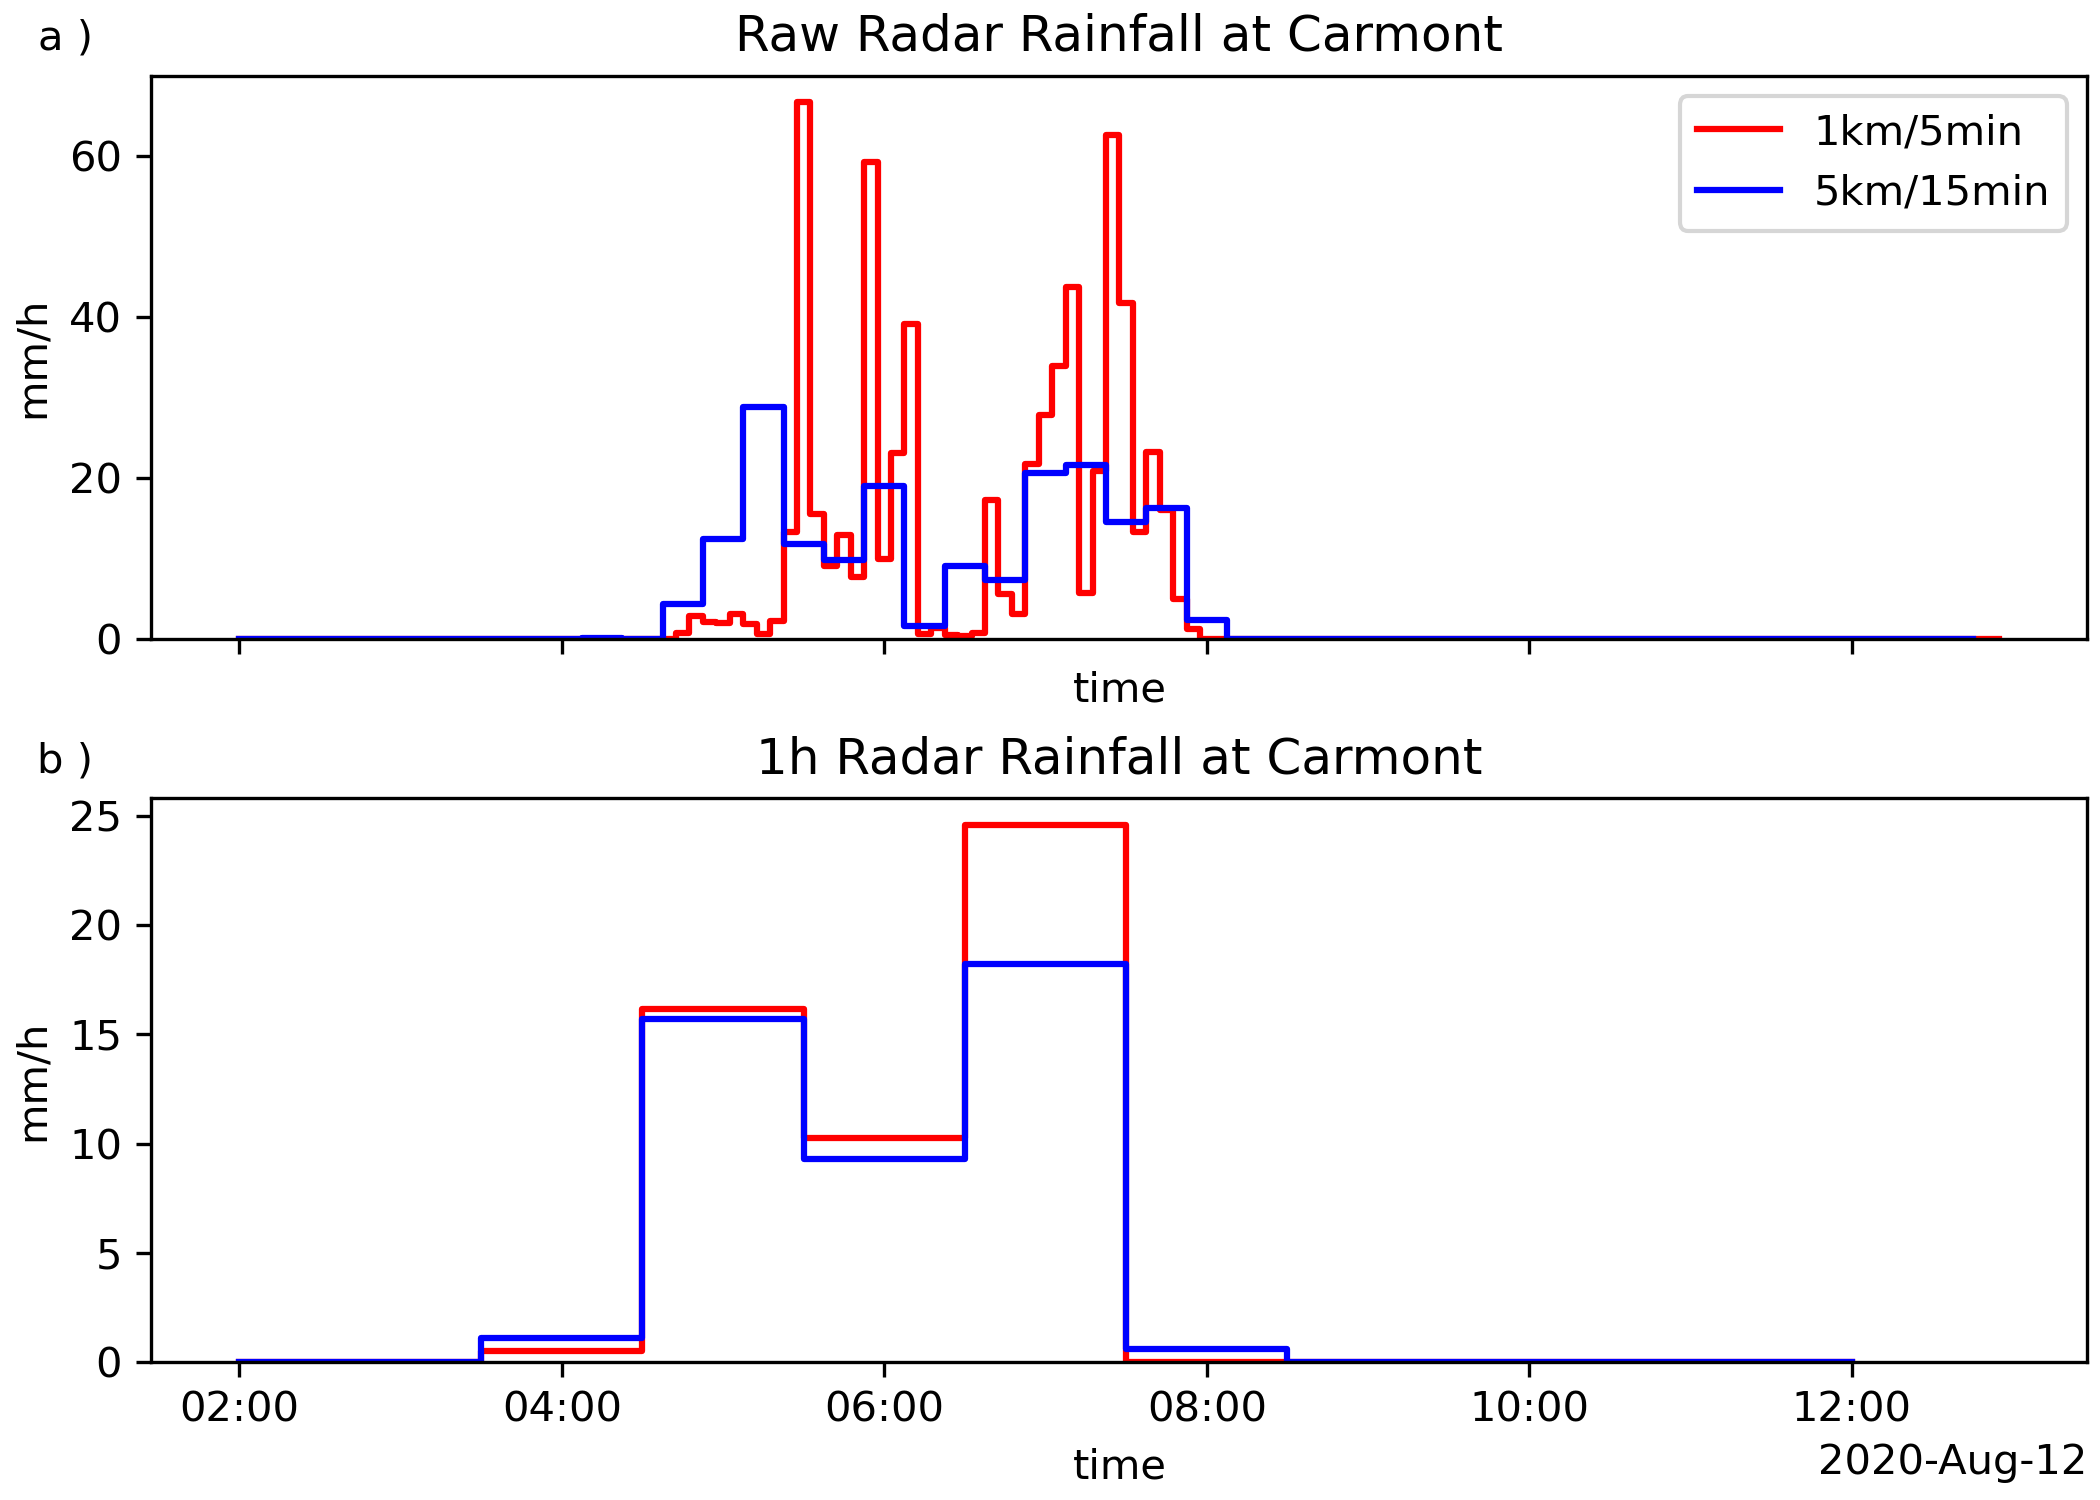 a )
Raw Radar Rainfall at Carmont
1km/5min
5km/15min
60
40
20
0
mm/h
time
b )
1h Radar Rainfall at Carmont
25
20
15
10
5
0
mm/h
02:00 04:00 06:00 08:00 10:00 12:00
time
2020-Aug-12